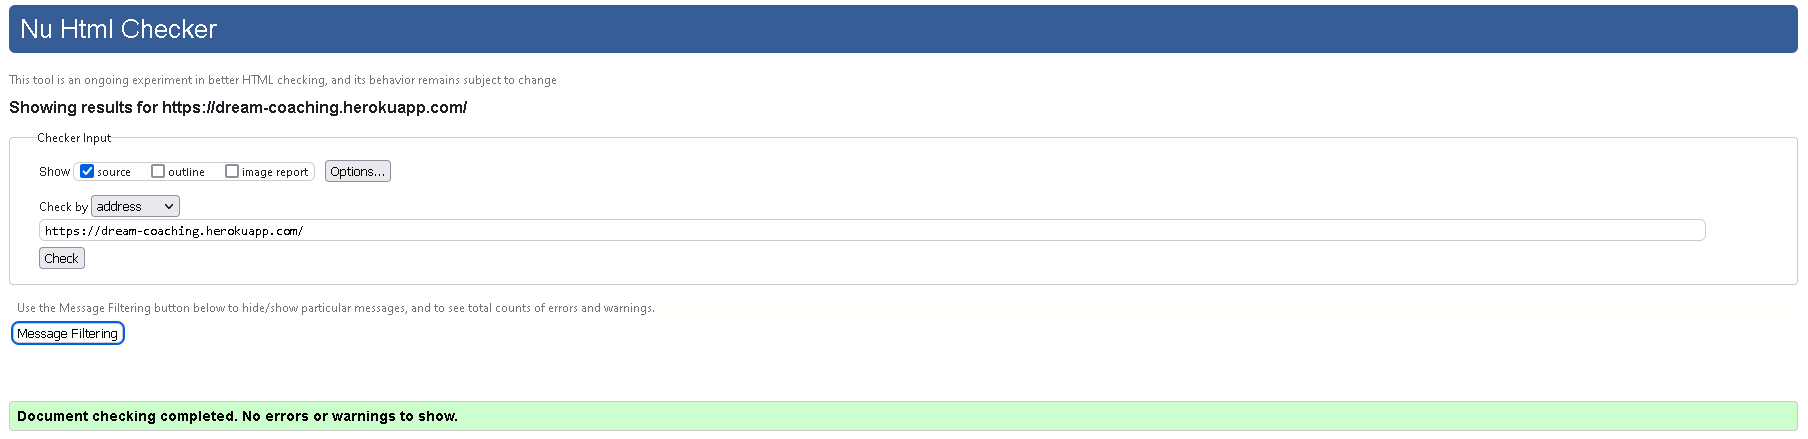 Nu Html Checker
This tool is an ongoing experiment in better HTML checking, and its behavior remains subject to change
Showing results for https://dream-coaching.herokuapp.com/
Checker Input
Show source outline image report Options...
Check by address
https://dream-coaching.herokuapp.com/
Check
Use the Message Filtering button below to hide/show particular messages, and to see total counts of errors and warnings.
Message Filtering
Document checking completed. No errors or warnings to show.